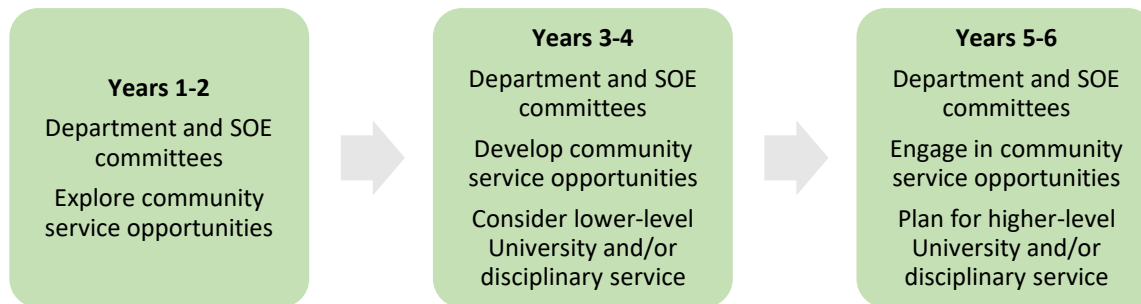 Years 1-2
Department and SOE
committees
Explore community
service opportunities
Years 3-4
Department and SOE
committees
Develop community
service opportunities
Consider lower-level
University and/or
disciplinary service
Years 5-6
Department and SOE
committees
Engage in community
service opportunities
Plan for higher-level
University and/or
disciplinary service